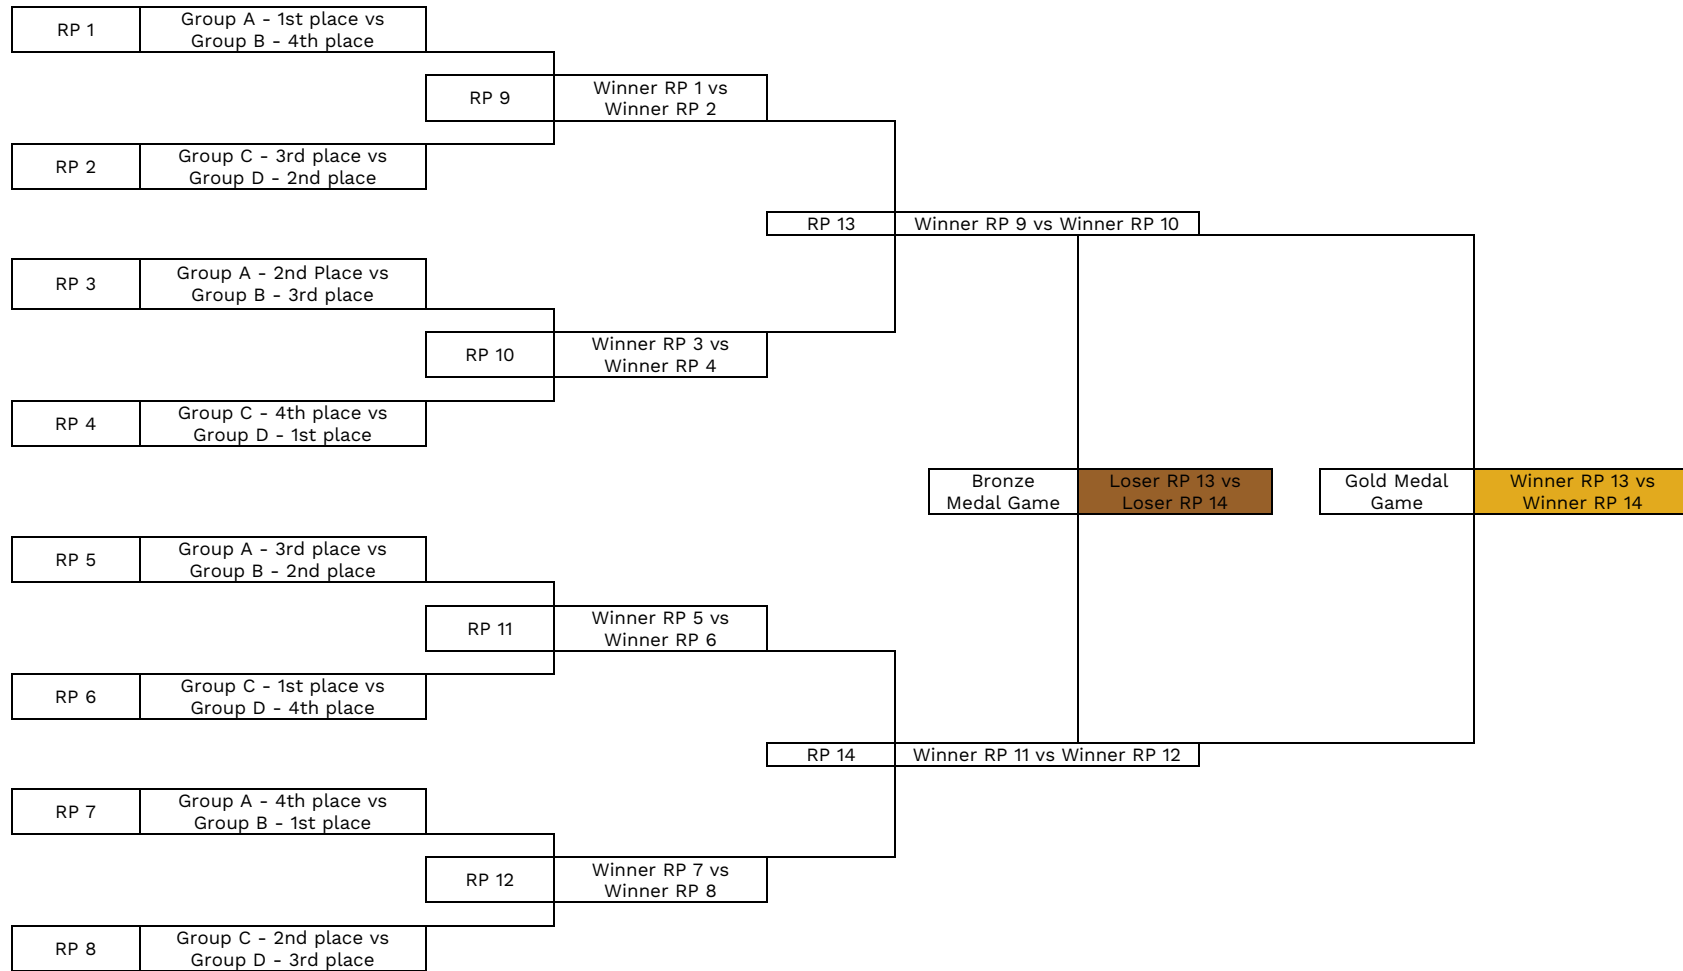 RP 1
Group A - 1st place vs
Group B - 4th place
RP 9
Winner RP 1 vs
Winner RP 2
RP 2
Group C - 3rd place vs
Group D - 2nd place
RP 13
Winner RP 9 vs Winner RP 10
RP 3
Group A - 2nd Place vs
Group B - 3rd place
RP 10
Winner RP 3 vs
Winner RP 4
RP 4
Group C - 4th place vs
Group D - 1st place
Bronze
Medal Game
Loser RP 13 vs
Loser RP 14
Gold Medal
Game
Winner RP 13 vs
Winner RP 14
RP 5
Group A - 3rd place vs
Group B - 2nd place
RP 11
Winner RP 5 vs
Winner RP 6
RP 6
Group C - 1st place vs
Group D - 4th place
RP 14
Winner RP 11 vs Winner RP 12
RP 7
Group A - 4th place vs
Group B - 1st place
RP 12
Winner RP 7 vs
Winner RP 8
RP 8
Group C - 2nd place vs
Group D - 3rd place